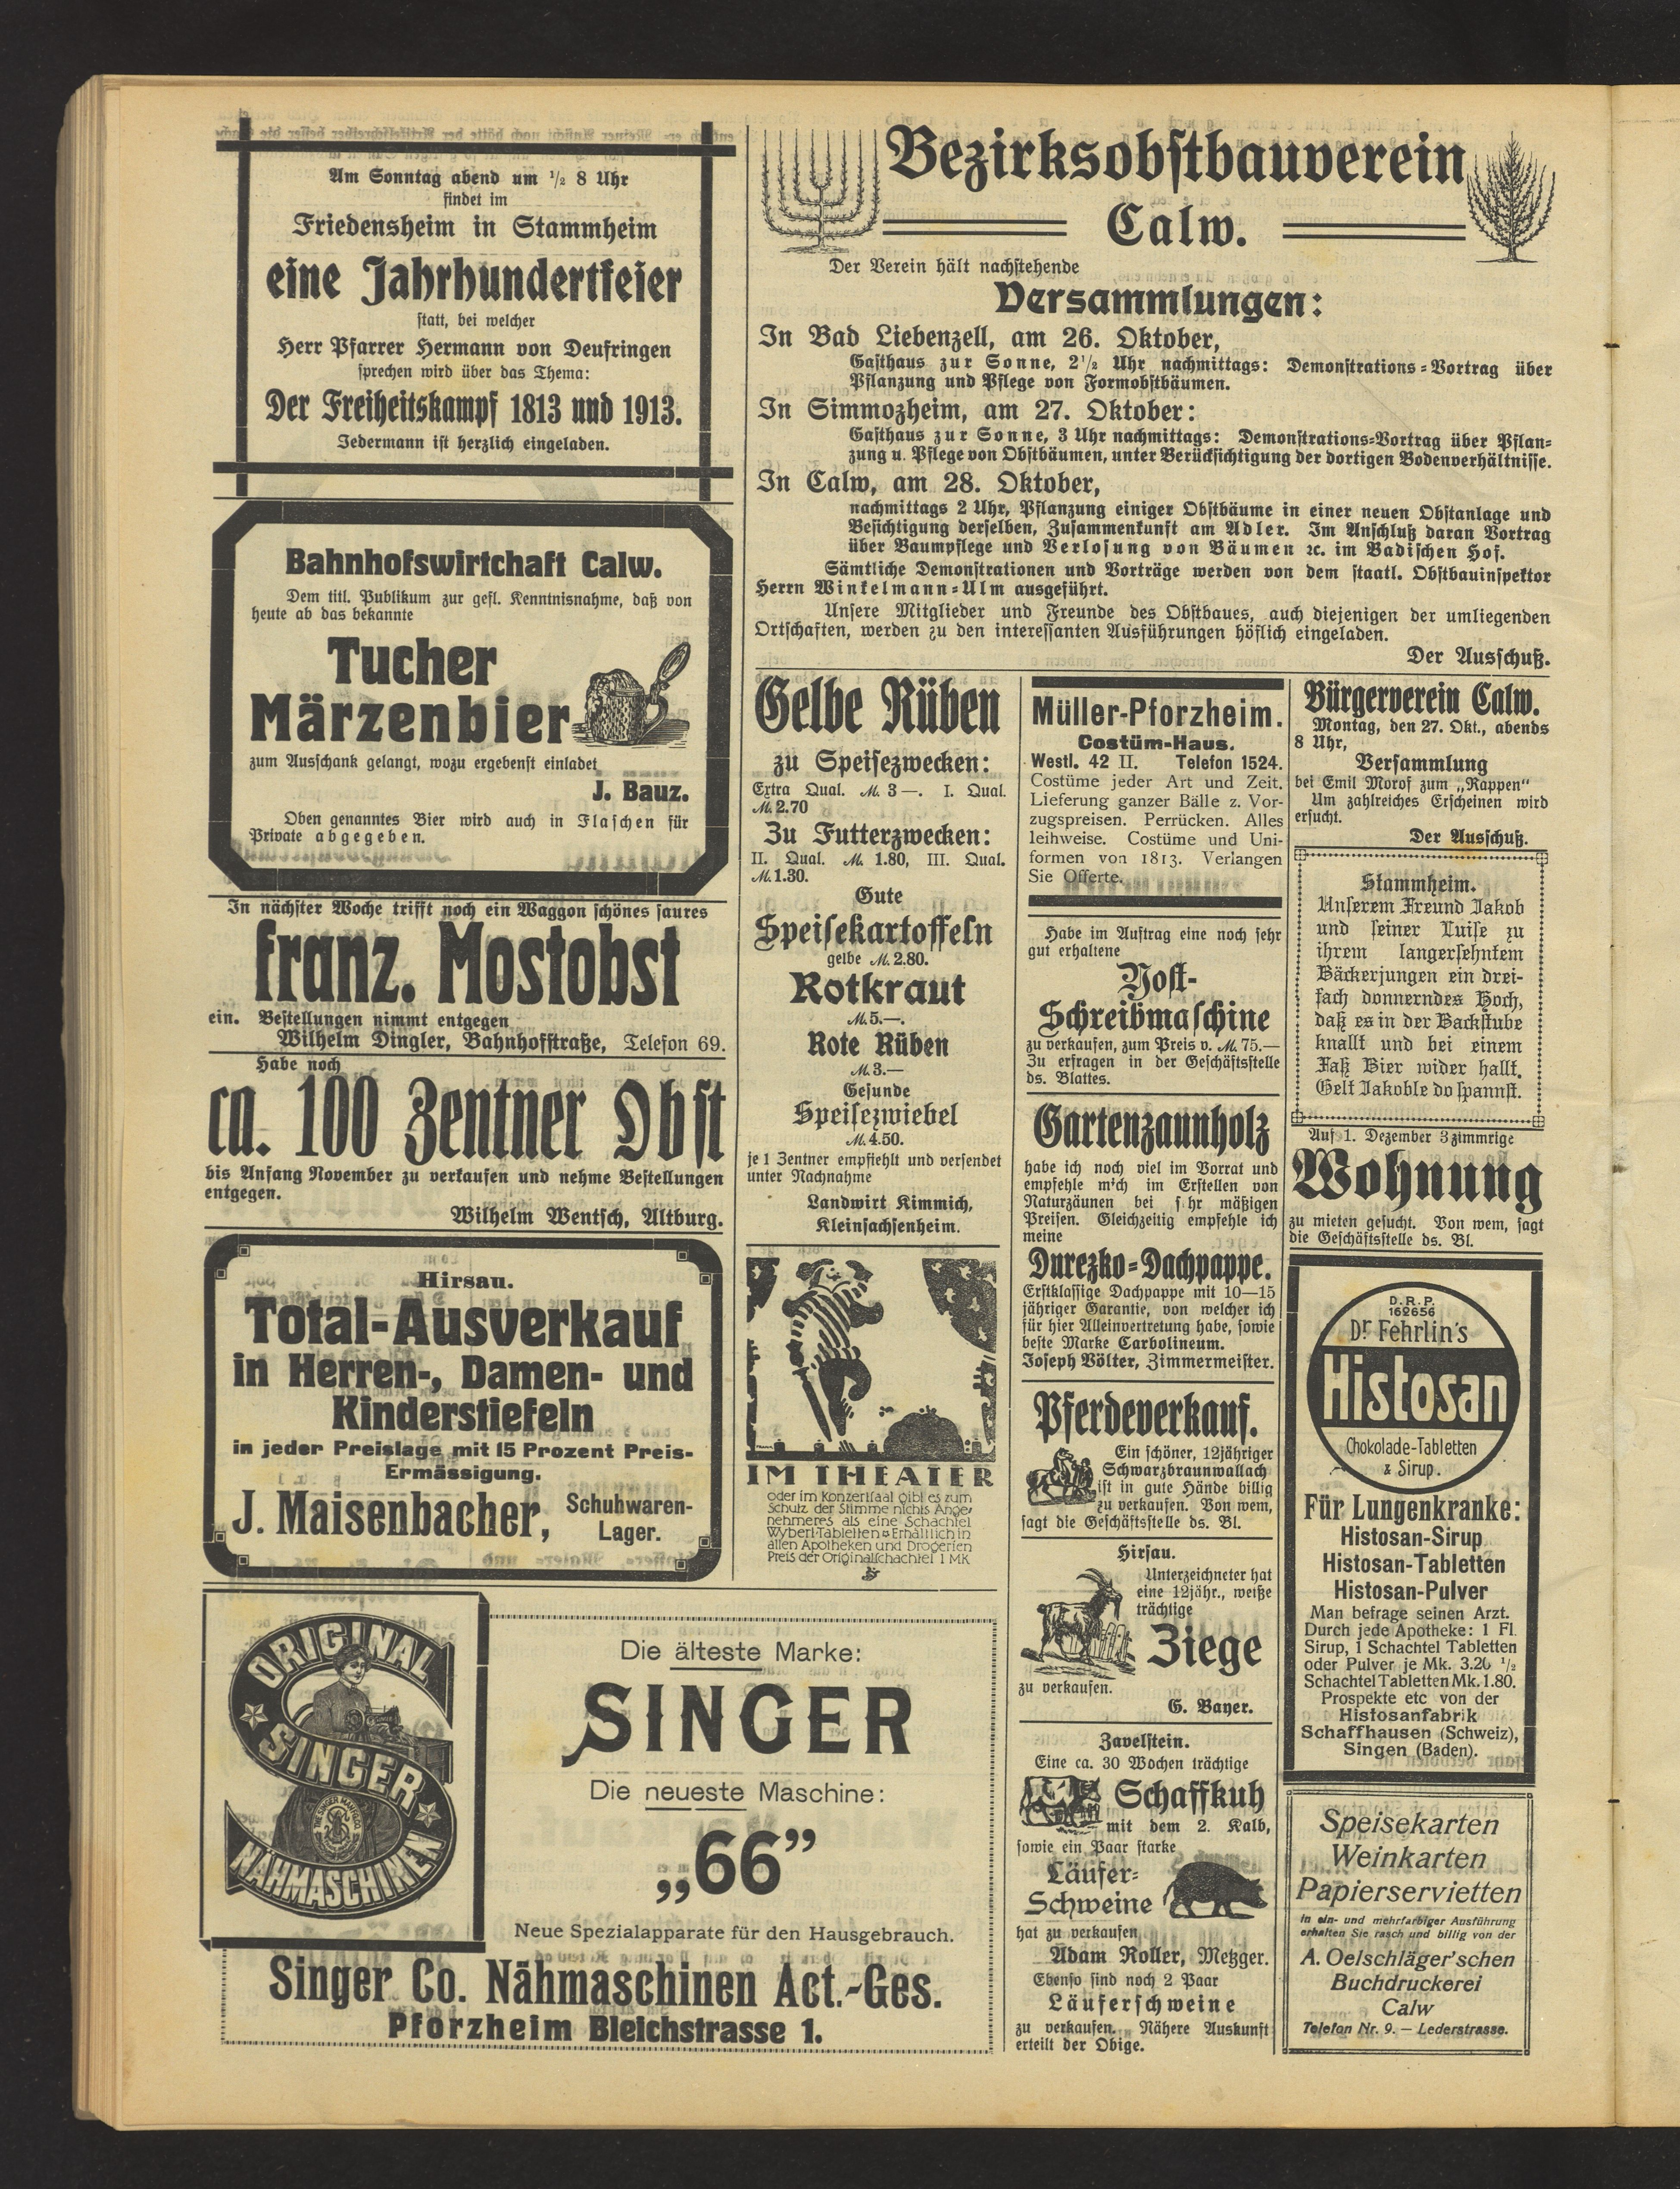 Am Sonntag abend um 1/2 8 Uhr
findet im
Friedensheim in Stammheim
eine Jahrhundertfeier
statt, bei welcher
Herr Pfarrer Hermann von Deufringen
sprechen wird über das Thema:
Der Freiheitskampf 1813 und 1913.
Jedermann ist herzlich eingeladen.
Bahnhofswirtschaft Calw.
Dem titl. Publikum zur gefl. Kenntnisnahme, daß von
heute ab das bekannte
Tucher
Märzenbier
zum Ausschank gelangt, wozu ergebenst einladet
J. Bauz.
Oben genanntes Bier wird auch in Flaschen für
Private abgegeben.
In nächster Woche trifft noch ein Waggon schönes saures
franz. Mostobst
ein. Bestellungen nimmt entgegen
Wilhelm Dingler, Bahnhofstraße, Telefon 69.
Habe noch
ca. 100 Zentner Obst
bis Anfang November zu verkaufen und nehme Bestellungen
entgegen.
Wilhelm Wentsch, Altburg.
Hirsau.
Total-Ausverkauf
in Herren-, Damen- und
Kinderstiefeln
in jeder Preislage mit 15 Prozent Preis-
Ermässigung.
J. Maisenbacher, Schuhwaren-
Lager.
Bezirksobstbauverein
Calw.
Der Verein hält nachstehende
Versammlungen:
In Bad Liebenzell, am 26. Oktober,
Gasthaus zur Sonne, 2 1/2 Uhr nachmittags: Demonstrations-Vortrag über
Pflanzung und Pflege von Formobstbäumen.
In Simmozheim, am 27. Oktober:
Gasthaus zur Sonne, 3 Uhr nachmittags: Demonstrations-Vortrag über Pflan-
zung u. Pflege von Obstbäumen, unter Berücksichtigung der dortigen Bodenverhältnisse.
In Calw, am 28. Oktober,
nachmittags 2 Uhr, Pflanzung einiger Obstbäume in einer neuen Obstanlage und
Besichtigung derselben, Zusammenkunft am Adler. Im Anschluß daran Vortrag
über Baumpflege und Verlosung von Bäumen ꝛc. im Badischen Hof.
Sämtliche Demonstrationen und Vorträge werden von dem staatl. Obstbauinspektor
Herrn Winkelmann-Ulm ausgeführt.
Unsere Mitglieder und Freunde des Obstbaues, auch diejenigen der umliegenden
Ortschaften, werden zu den interessanten Ausführungen höflich eingeladen.
Der Ausschuß.
Gelbe Rüben
zu Speisezwecken:
Extra Qual. M. 3—. I. Qual.
M. 2.70
Zu Futterzwecken:
II. Qual. M. 1.80, III. Qual.
M. 1.30.
Gute
Speisekartoffeln
gelbe M. 2.80.
Rotkraut
M. 5.—.
Rote Rüben
M. 3.—
Gesunde
Speisezwiebel
M. 4.50.
je 1 Zentner empfiehlt und versendet
unter Nachnahme
Landwirt Kimmich,
Kleinsachsenheim.
IM THEATER
oder im Konzertsaal gibt es zum
Schutz der Stimme nichts Ange-
nehmeres als eine Schachtel
Wybert-Tabletten Erhältlich in
allen Apotheken und Drogerien
Preis der Originalschachtel 1 MK
Müller-Pforzheim.
Costüm-Haus.
Westl. 42 II. Telefon 1524.
Costüme jeder Art und Zeit.
Lieferung ganzer Bälle z. Vor-
zugspreisen. Perrücken. Alles
leihweise. Costüme und Uni-
formen von 1813. Verlangen
Sie Offerte.
Habe im Auftrag eine noch sehr
gut erhaltene
Yost-
Schreibmaschine
zu verkaufen, zum Preis v. M. 75.—
Zu erfragen in der Geschäftsstelle
ds. Blattes.
Gartenzaunholz
habe ich noch viel im Vorrat und
empfehle mich im Erstellen von
Naturzäunen bei s hr mäßigen
Preisen. Gleichzeitig empfehle ich
meine
Durezko-Dachpappe.
Erstklassige Dachpappe mit 10—15
jähriger Garantie, von welcher ich
für hier Alleinvertretung habe, sowie
beste Marke Carbolineum.
Joseph Völter, Zimmermeister.
Pferdeverkauf.
Ein schöner, 12jähriger
Schwarzbraunwallach
ist in gute Hände billig
zu verkaufen. Von wem,
sagt die Geschäftsstelle ds. Bl.
Hirsau.
Unterzeichneter hat
eine 12jähr., weiße
trächtige
Ziege
zu verkaufen.
G. Bayer.
Zavelstein.
Eine ca. 30 Wochen trächtige
Schaffkuh
mit dem 2. Kalb,
sowie ein Paar starke
Läufer-
Schweine
hat zu verkaufen
Adam Roller, Metzger.
Ebenso sind noch 2 Paar
Läuferschweine
zu verkaufen. Nähere Auskunft
erteilt der Obige.
Bürgerverein Calw.
Montag, den 27. Okt., abends
8 Uhr,
Versammlung
bei Emil Morof zum „Rappen“
Um zahlreiches Erscheinen wird
ersucht.
Der Ausschuß.
Stammheim.
Unserem Freund Jakob
und seiner Luise zu
ihrem langersehntem
Bäckerjungen ein drei-
fach donnerndes Hoch,
daß es in der Backstube
knallt und bei einem
Faß Bier wider hallt.
Gelt Jakoble do spannst.
Auf 1. Dezember 3zimmrige
Wohnung
zu mieten gesucht. Von wem, sagt
die Geschäftsstelle ds. Bl.
D.R.P.
162656
Dr. Fehrlin's
Histosan
Chokolade-Tabletten
& Sirup.
Für Lungenkranke:
Histosan-Sirup
Histosan-Tabletten
Histosan-Pulver
Man befrage seinen Arzt.
Durch jede Apotheke: 1 Fl.
Sirup, 1 Schachtel Tabletten
oder Pulver je Mk. 3.20 1/2
Schachtel Tabletten Mk. 1.80.
Prospekte etc von der
Histosanfabrik
Schaffhausen (Schweiz),
Singen (Baden).
Speisekarten
Weinkarten
Papierservietten
in ein- und mehrfarbiger Ausführung
erhalten Sie rasch und billig von der
A. Oelschläger'schen
Buchdruckerei
Calw
Telefon Nr. 9. — Lederstrasse.
ORIGINAL
SINGER
NÄHMASCHINEN
Die älteste Marke:
SINGER
Die neueste Maschine:
„66”
Neue Spezialapparate für den Hausgebrauch.
Singer Co. Nähmaschinen Act.-Ges.
Pforzheim Bleichstrasse 1.